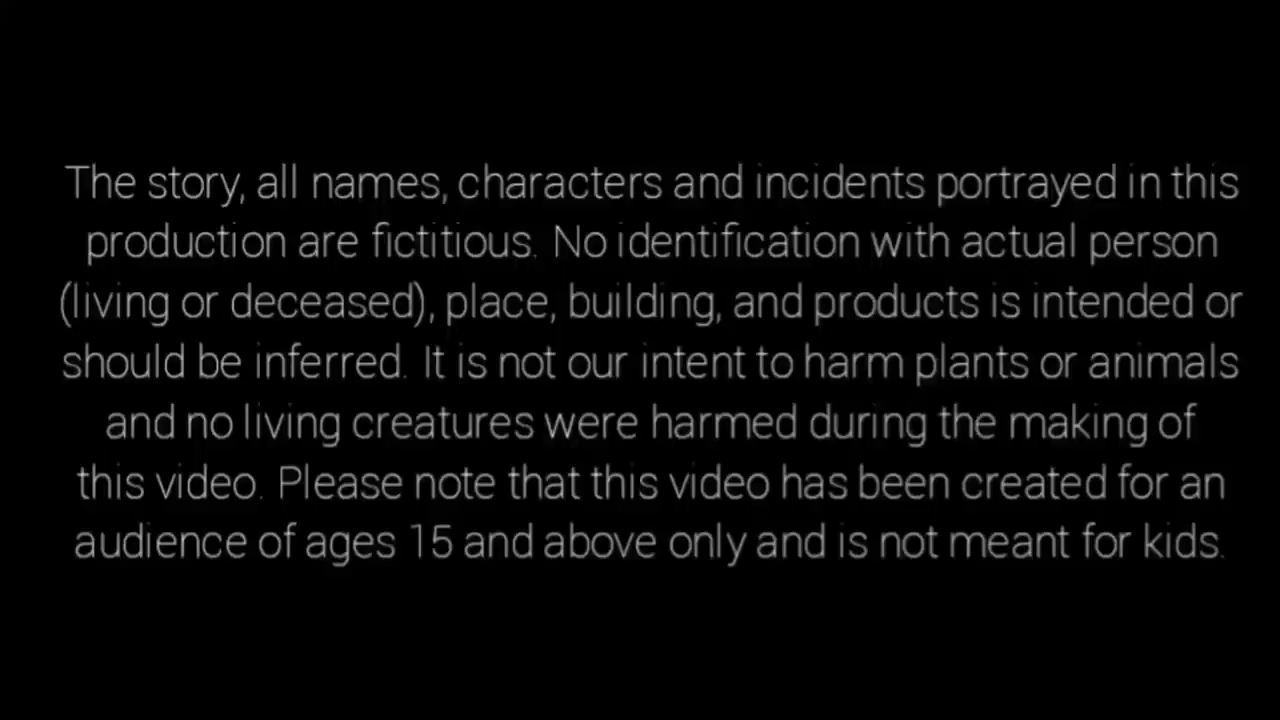 The story, all names, characters and incidents portrayed in this
production are fictitious. No identification with actual person
(living or deceased), place, building, and products is intended or
should be inferred. It is not our intent to harm plants or animals
and no living creatures were harmed during the making of
this video. Please note that this video has been created for an
audience of ages 15 and above only and is not meant for kids.